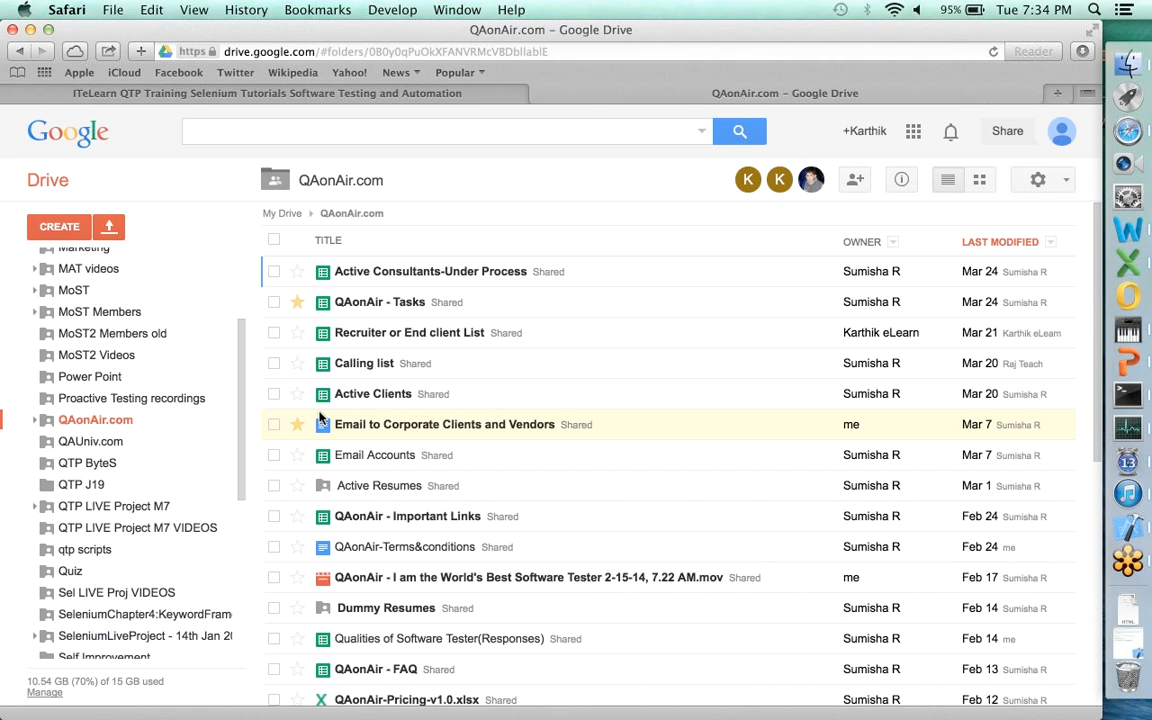 Safari File Edit View History Bookmarks Develop Window Help 95% Tue 7:34 PM
QAonAir.com – Google Drive
https drive.google.com/#folders/0B0y0qPuOkXFANVRMcVBDbllablE Reader
Apple iCloud Facebook Twitter Wikipedia Yahoo! News Popular
ITeLearn QTP Training Selenium Tutorials Software Testing and Automation QAonAir.com – Google Drive
Google +Karthik Share
Drive QAonAir.com K K
CREATE My Drive QAonAir.com
TITLE OWNER LAST MODIFIED
Marketing
MAT videos
MoST
MoST Members
MoST2 Members old
MoST2 Videos
Power Point
Proactive Testing recordings
QAonAir.com
QAUniv.com
QTP ByteS
QTP J19
QTP LIVE Project M7
QTP LIVE Project M7 VIDEOS
qtp scripts
Quiz
Sel LIVE Proj VIDEOS
SeleniumChapter4:KeywordFram
SeleniumLiveProject - 14th Jan 20
Self Improvement
10.54 GB (70%) of 15 GB used
Manage
Active Consultants-Under Process Shared Sumisha R Mar 24 Sumisha R
QAonAir - Tasks Shared Sumisha R Mar 24 Sumisha R
Recruiter or End client List Shared Karthik eLearn Mar 21 Karthik eLearn
Calling list Shared Sumisha R Mar 20 Raj Teach
Active Clients Shared Sumisha R Mar 20 Sumisha R
Email to Corporate Clients and Vendors Shared me Mar 7 Sumisha R
Email Accounts Shared Sumisha R Mar 7 Sumisha R
Active Resumes Shared Sumisha R Mar 1 Sumisha R
QAonAir - Important Links Shared Sumisha R Feb 24 Sumisha R
QAonAir-Terms&conditions Shared Sumisha R Feb 24 me
QAonAir - I am the World's Best Software Tester 2-15-14, 7.22 AM.mov Shared me Feb 17 Sumisha R
Dummy Resumes Shared Sumisha R Feb 14 Sumisha R
Qualities of Software Tester(Responses) Shared Sumisha R Feb 14 me
QAonAir - FAQ Shared Sumisha R Feb 13 Sumisha R
QAonAir-Pricing-v1.0.xlsx Shared Sumisha R Feb 12 Sumisha R
13
HTML